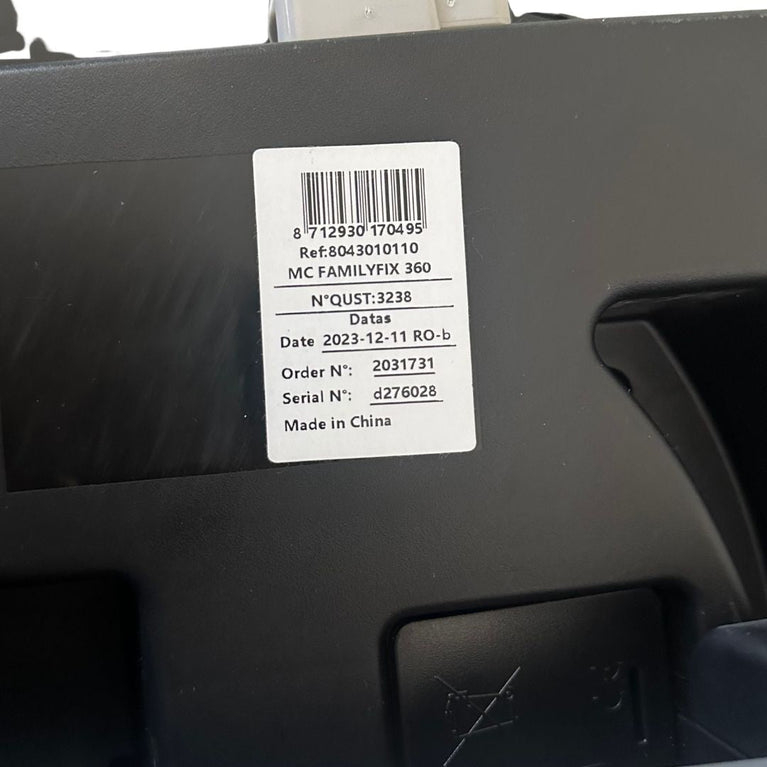 8 712930 170495
Ref:8043010110
MC FAMILYFIX 360
N°QUST:3238
Datas
Date 2023-12-11 RO-b
Order N°: 2031731
Serial N°: d276028
Made in China